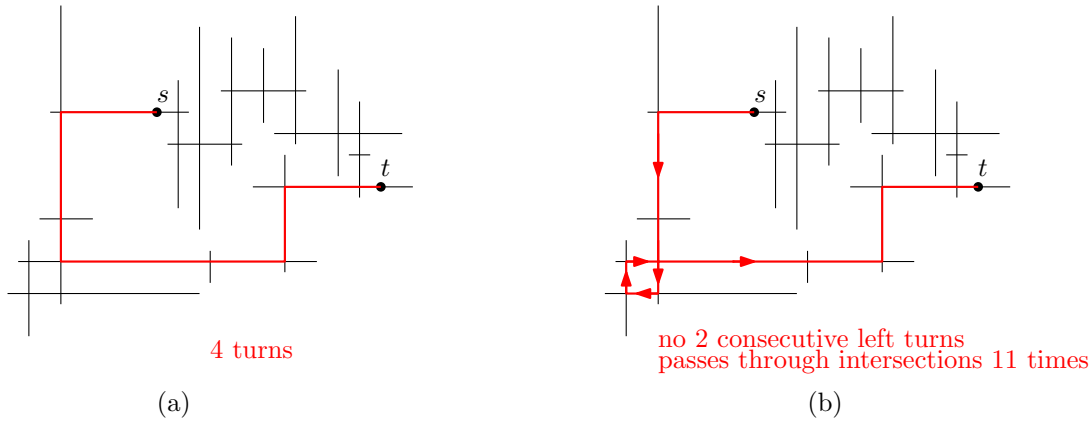 s
t
4 turns
(a)
s
t
no 2 consecutive left turns
passes through intersections 11 times
(b)